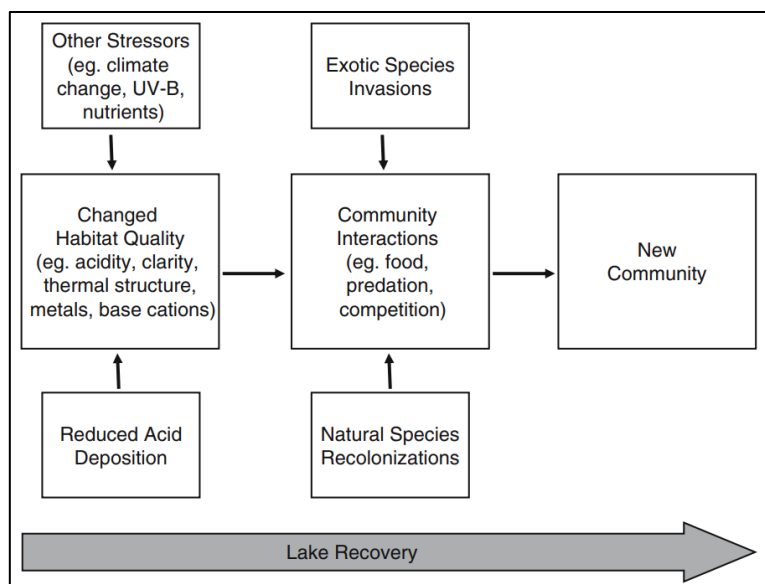 Other Stressors
(eg. climate
change, UV-B,
nutrients)
Exotic Species
Invasions
Changed
Habitat Quality
(eg. acidity, clarity,
thermal structure,
metals, base cations)
Community
Interactions
(eg. food,
predation,
competition)
New
Community
Reduced Acid
Deposition
Natural Species
Recolonizations
Lake Recovery